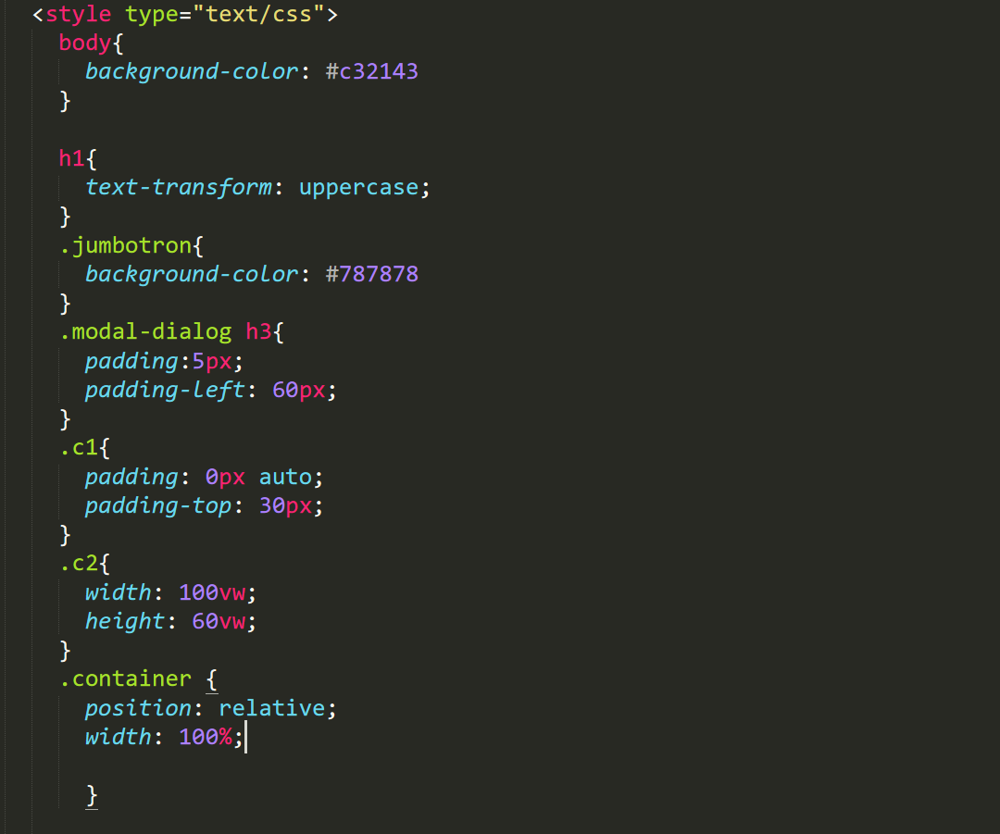 <style type="text/css">
body{
background-color: #c32143
}
h1{
text-transform: uppercase;
}
.jumbotron{
background-color: #787878
}
.modal-dialog h3{
padding:5px;
padding-left: 60px;
}
.c1{
padding: 0px auto;
padding-top: 30px;
}
.c2{
width: 100vw;
height: 60vw;
}
.container {
position: relative;
width: 100%;
}